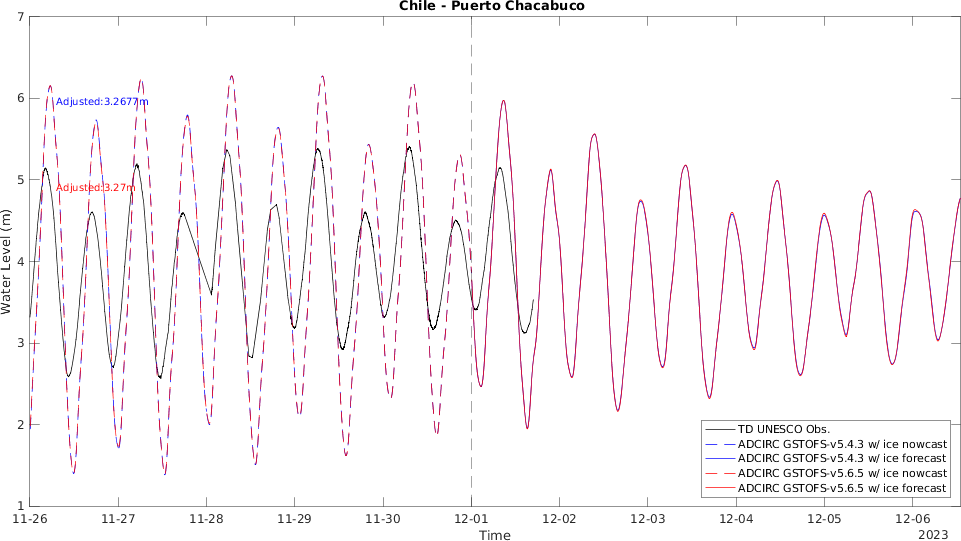 Chile - Puerto Chacabuco
7
6
5
4
3
2
1
Water Level (m)
Adjusted:3.2677m
Adjusted:3.27m
TD UNESCO Obs.
ADCIRC GSTOFS-v5.4.3 w/ ice nowcast
ADCIRC GSTOFS-v5.4.3 w/ ice forecast
ADCIRC GSTOFS-v5.6.5 w/ ice nowcast
ADCIRC GSTOFS-v5.6.5 w/ ice forecast
11-26 11-27 11-28 11-29 11-30 12-01 12-02 12-03 12-04 12-05 12-06
Time
2023